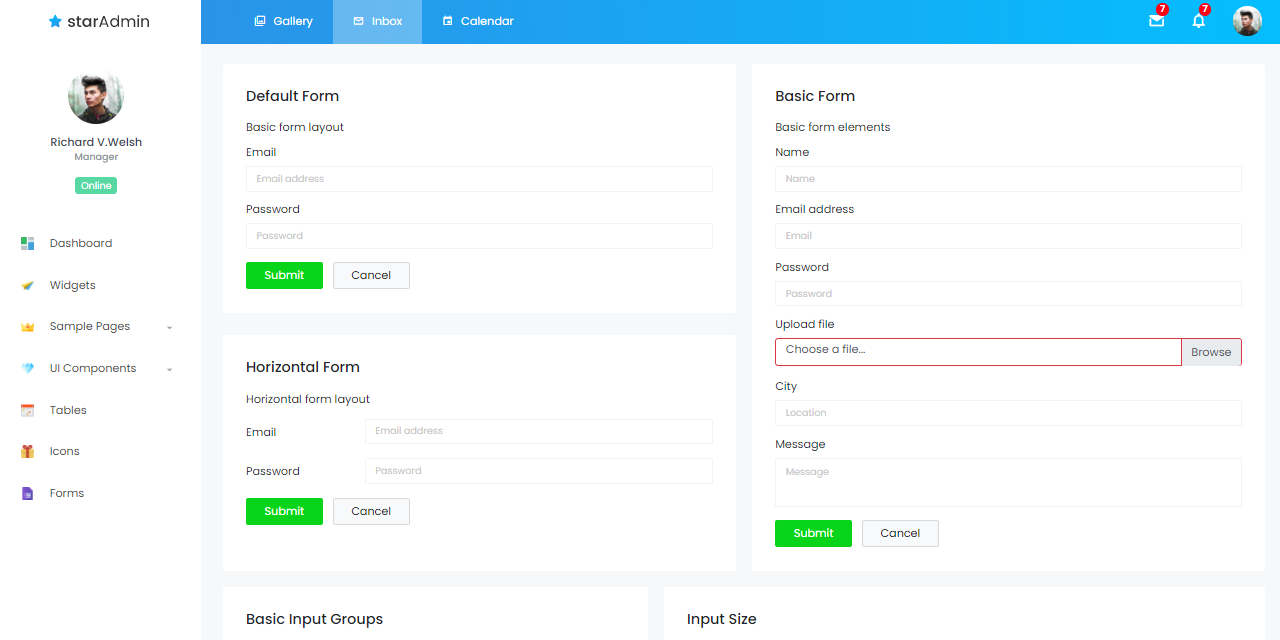 starAdmin
Gallery
Inbox
Calendar
7
7
Richard V.Welsh
Manager
Online
Dashboard
Widgets
Sample Pages
UI Components
Tables
Icons
Forms
Default Form
Basic form layout
Email
Email address
Password
Password
Submit
Cancel
Horizontal Form
Horizontal form layout
Email
Email address
Password
Password
Submit
Cancel
Basic Form
Basic form elements
Name
Name
Email address
Email
Password
Password
Upload file
Choose a file...
Browse
City
Location
Message
Message
Submit
Cancel
Basic Input Groups
Input Size